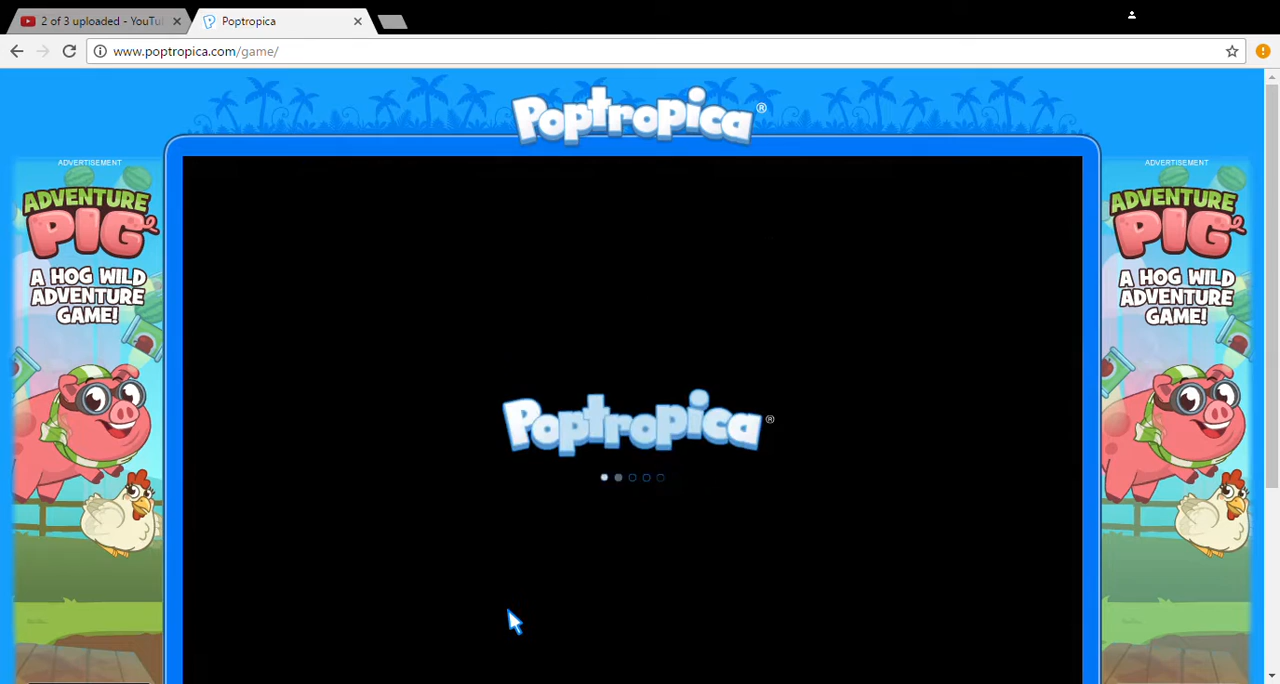 2 of 3 uploaded - YouTu
Poptropica
www.poptropica.com/game/
Poptropica®
ADVERTISEMENT
ADVENTURE
PIG
A HOG WILD
ADVENTURE
GAME!
Poptropica®
ADVERTISEMENT
ADVENTURE
PIG
A HOG WILD
ADVENTURE
GAME!